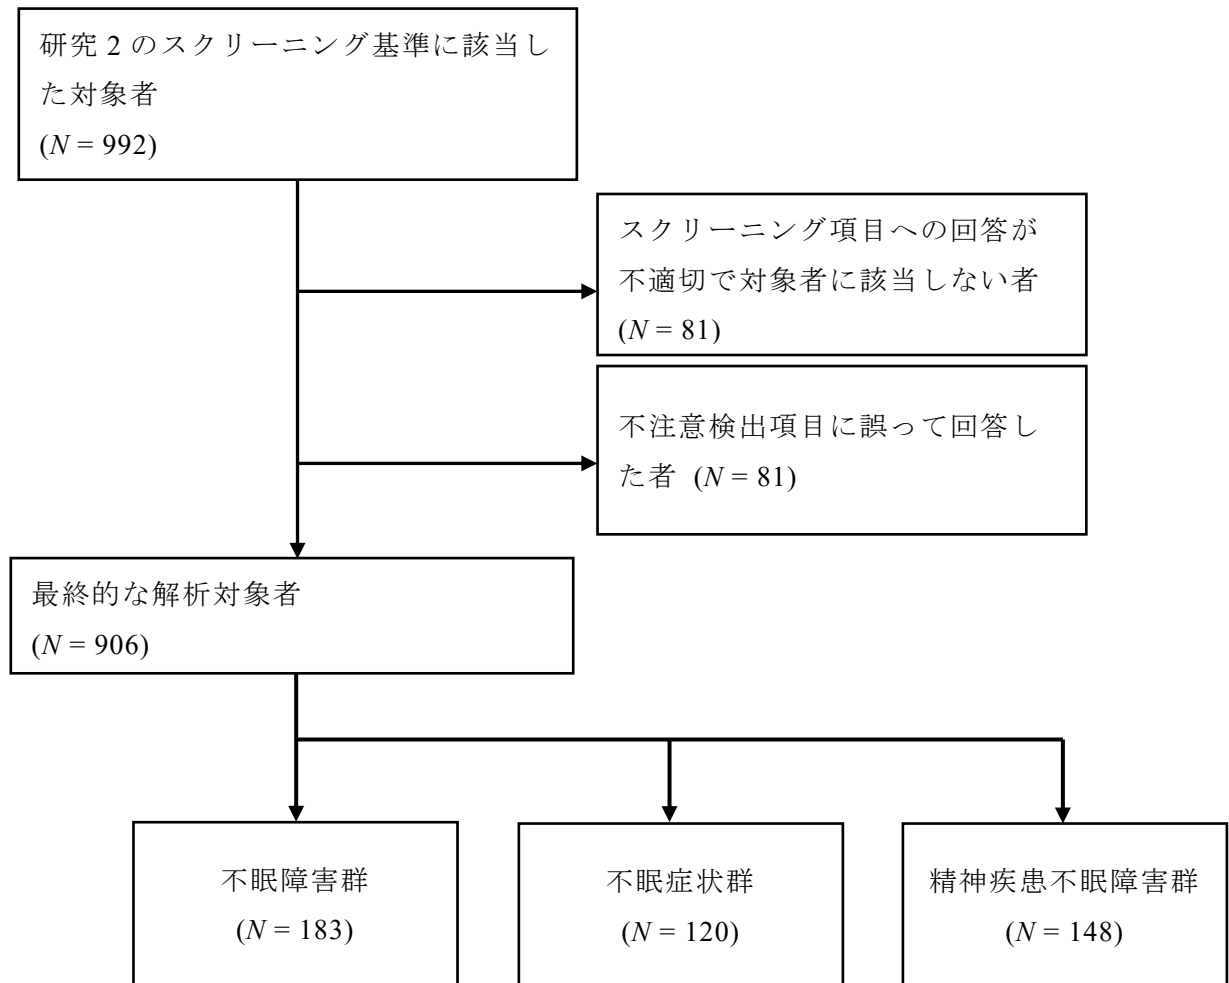 研究 2 のスクリーニング基準に該当し
た対象者
(N = 992)
スクリーニング項目への回答が
不適切で対象者に該当しない者
(N = 81)
不注意検出項目に誤って回答し
た者 (N = 81)
最終的な解析対象者
(N = 906)
不眠障害群
(N = 183)
不眠症状群
(N = 120)
精神疾患不眠障害群
(N = 148)